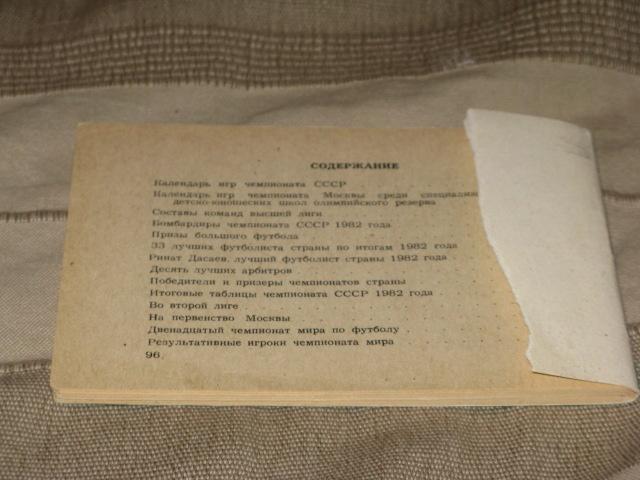 СОДЕРЖАНИЕ
Календарь игр чемпионата СССР
Календарь игр чемпионата Москвы среди специализ
детско-юношеских школ олимпийского резерва
Составы команд высшей лиги
Бомбардиры чемпионата СССР 1982 года
Призы большого футбола
33 лучших футболиста страны по итогам 1982 года
Ринат Дасаев, лучший футболист страны 1982 года
Десять лучших арбитров
Победители и призеры чемпионатов страны
Итоговые таблицы чемпионата СССР 1982 года
Во второй лиге
На первенство Москвы
Двенадцатый чемпионат мира по футболу
Результативные игроки чемпионата мира
96